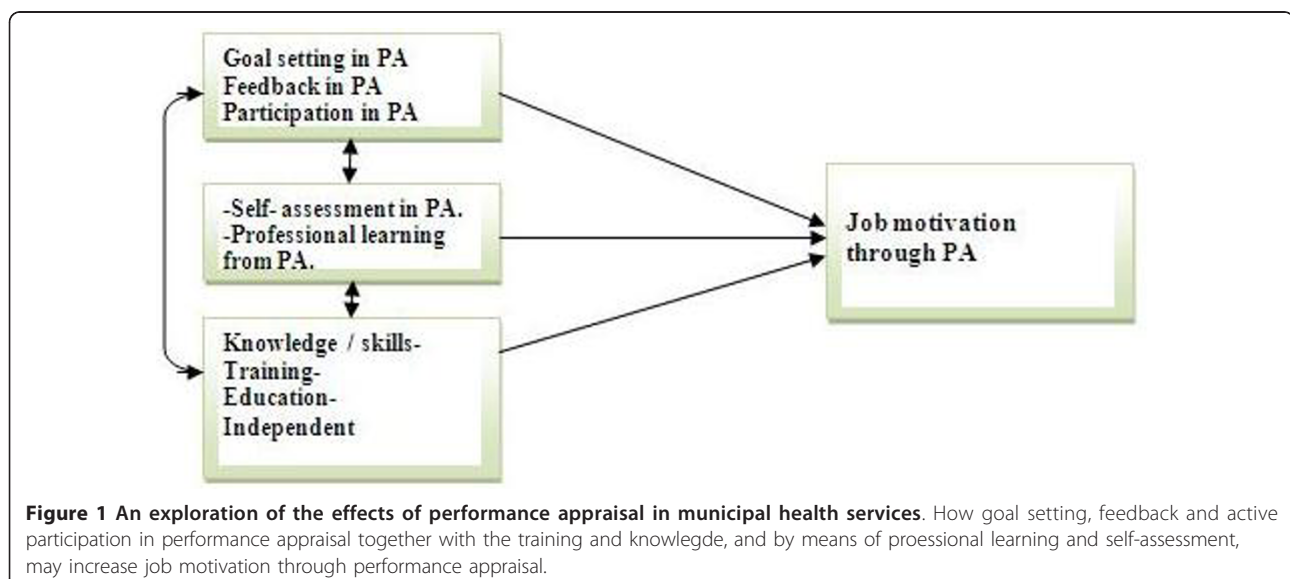 Goal setting in PA
Feedback in PA
Participation in PA
-Self- assessment in PA.
-Professional learning
from PA.
Knowledge / skills-
Training-
Education-
Independent
Job motivation
through PA
Figure 1 An exploration of the effects of performance appraisal in municipal health services. How goal setting, feedback and active
participation in performance appraisal together with the training and knowlegde, and by means of proessional learning and self-assessment,
may increase job motivation through performance appraisal.